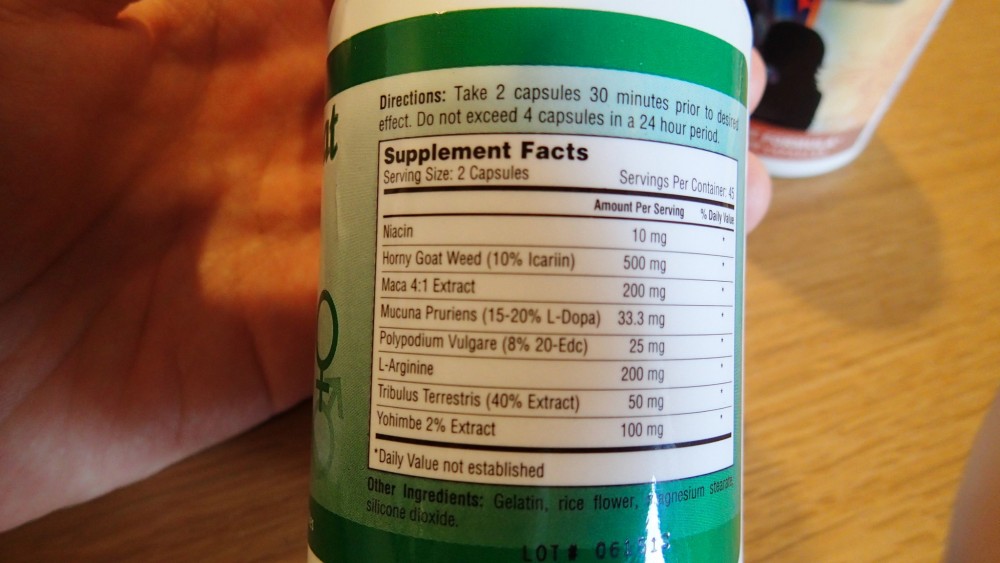 Directions: Take 2 capsules 30 minutes prior to desired
effect. Do not exceed 4 capsules in a 24 hour period.
Supplement Facts
Serving Size: 2 Capsules Servings Per Container: 45
Amount Per Serving % Daily Value
Niacin 10 mg *
Horny Goat Weed (10% Icariin) 500 mg *
Maca 4:1 Extract 200 mg *
Mucuna Pruriens (15-20% L-Dopa) 33.3 mg *
Polypodium Vulgare (8% 20-Edc) 25 mg *
L-Arginine 200 mg *
Tribulus Terrestris (40% Extract) 50 mg *
Yohimbe 2% Extract 100 mg *
*Daily Value not established
Other Ingredients: Gelatin, rice flower, magnesium stearate,
silicone dioxide.
LOT #